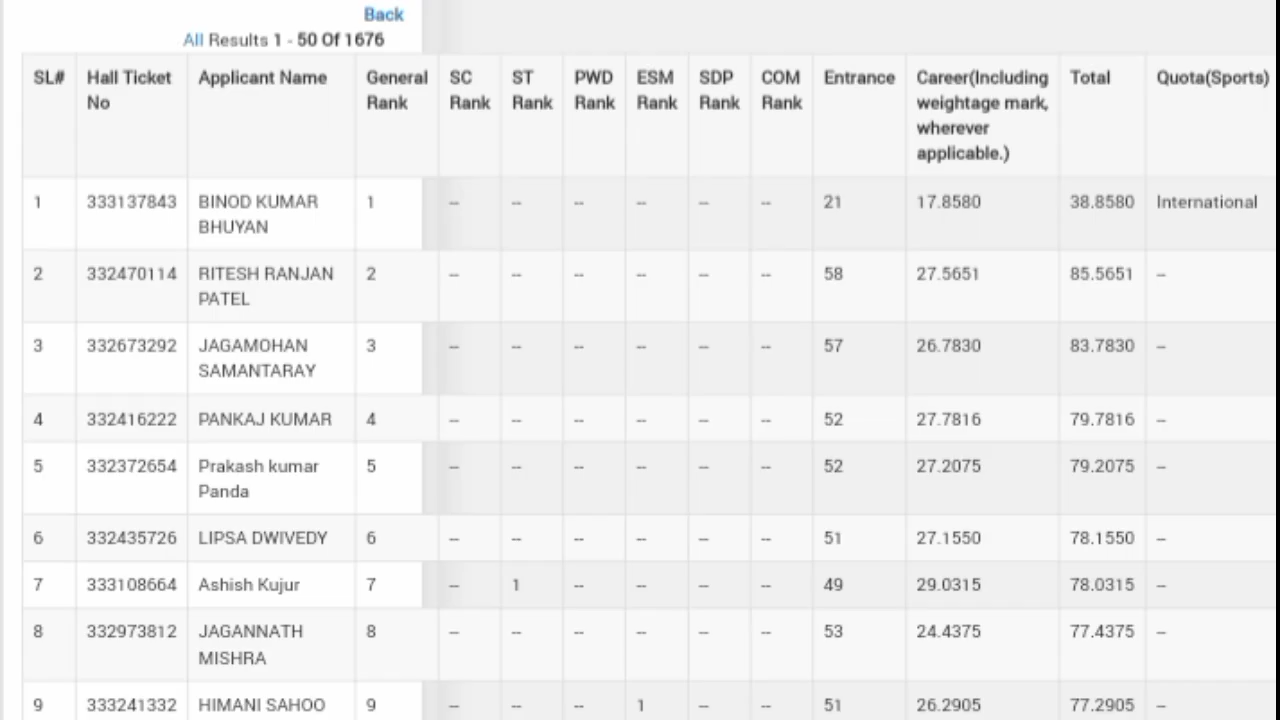 Back
All Results 1 - 50 Of 1676
SL# Hall Ticket No Applicant Name General Rank SC Rank ST Rank PWD Rank ESM Rank SDP Rank COM Rank Entrance Career(Including weightage mark, wherever applicable.) Total Quota(Sports)
1 333137843 BINOD KUMAR BHUYAN 1 -- -- -- -- -- -- 21 17.8580 38.8580 International
2 332470114 RITESH RANJAN PATEL 2 -- -- -- -- -- -- 58 27.5651 85.5651 --
3 332673292 JAGAMOHAN SAMANTARAY 3 -- -- -- -- -- -- 57 26.7830 83.7830 --
4 332416222 PANKAJ KUMAR 4 -- -- -- -- -- -- 52 27.7816 79.7816 --
5 332372654 Prakash kumar Panda 5 -- -- -- -- -- -- 52 27.2075 79.2075 --
6 332435726 LIPSA DWIVEDY 6 -- -- -- -- -- -- 51 27.1550 78.1550 --
7 333108664 Ashish Kujur 7 -- 1 -- -- -- -- 49 29.0315 78.0315 --
8 332973812 JAGANNATH MISHRA 8 -- -- -- -- -- -- 53 24.4375 77.4375 --
9 333241332 HIMANI SAHOO 9 -- -- -- 1 -- -- 51 26.2905 77.2905 --